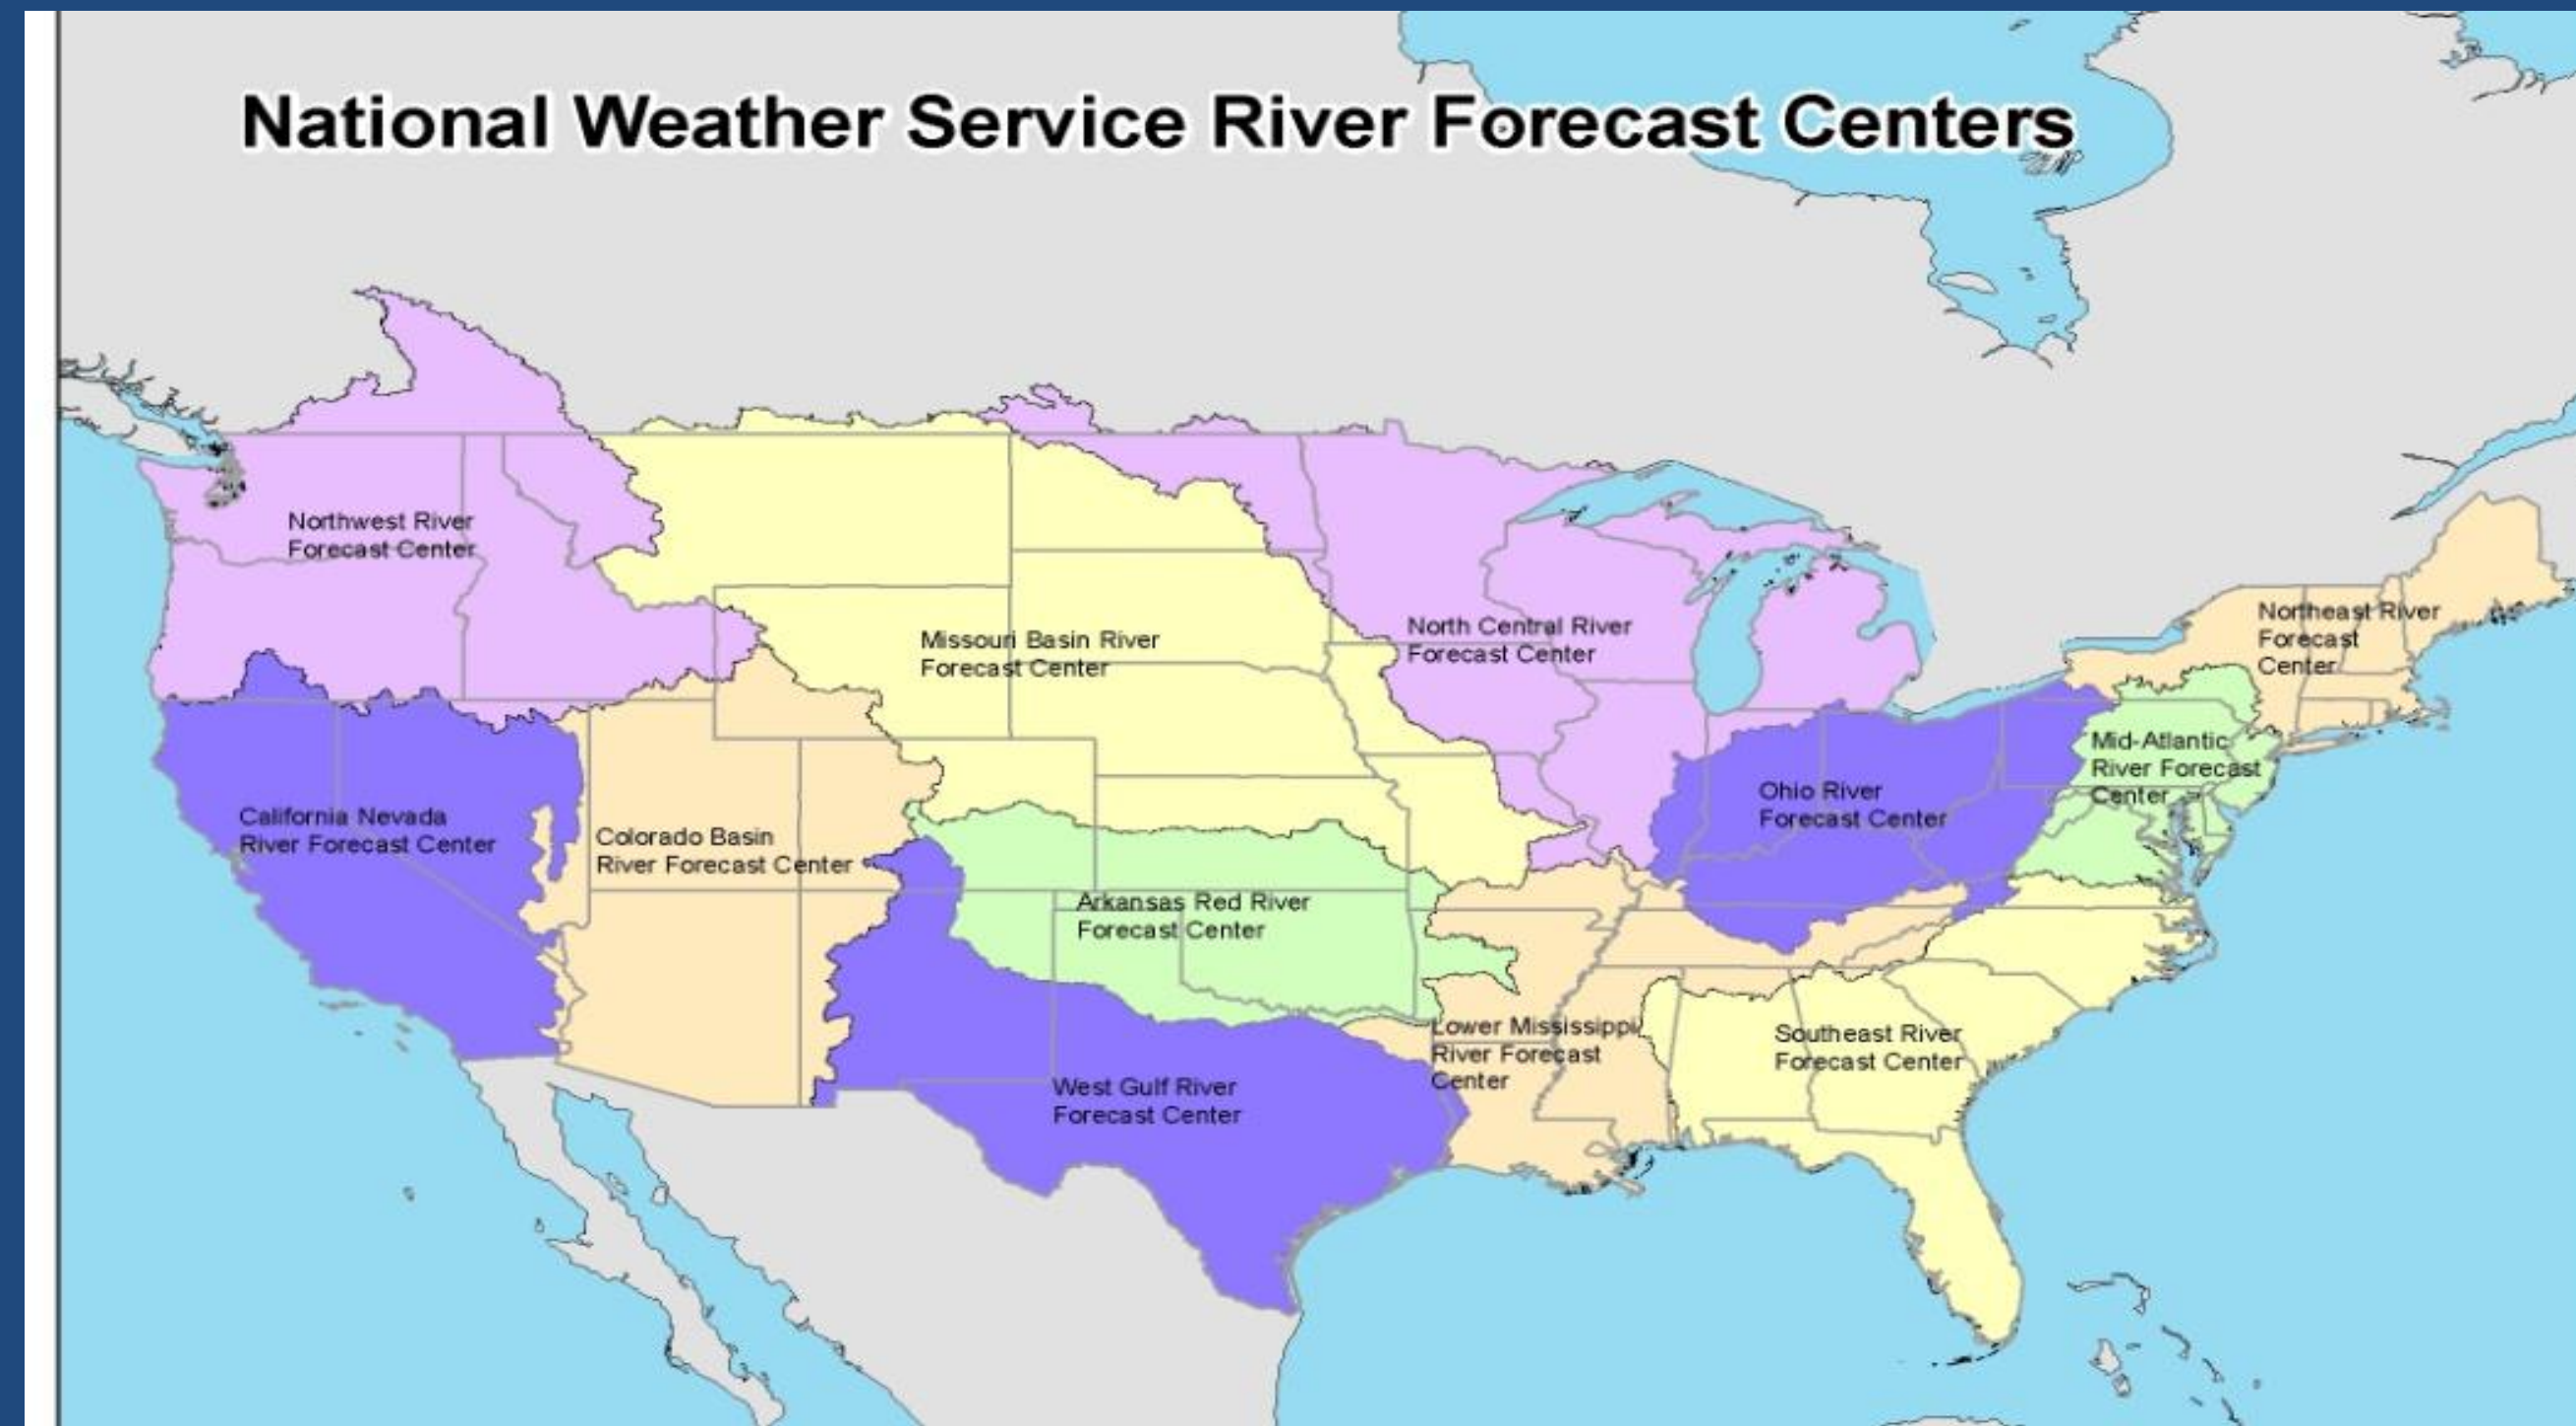 National Weather Service River Forecast Centers
Northwest River
Forecast Center
Missouri Basin River
Forecast Center
North Central River
Forecast Center
Northeast River
Forecast
Center
Mid-Atlantic
River Forecast
Center
Ohio River
Forecast Center
California Nevada
River Forecast Center
Colorado Basin
River Forecast Center
Arkansas Red River
Forecast Center
Lower Mississippi
River Forecast
Center
Southeast River
Forecast Center
West Gulf River
Forecast Center